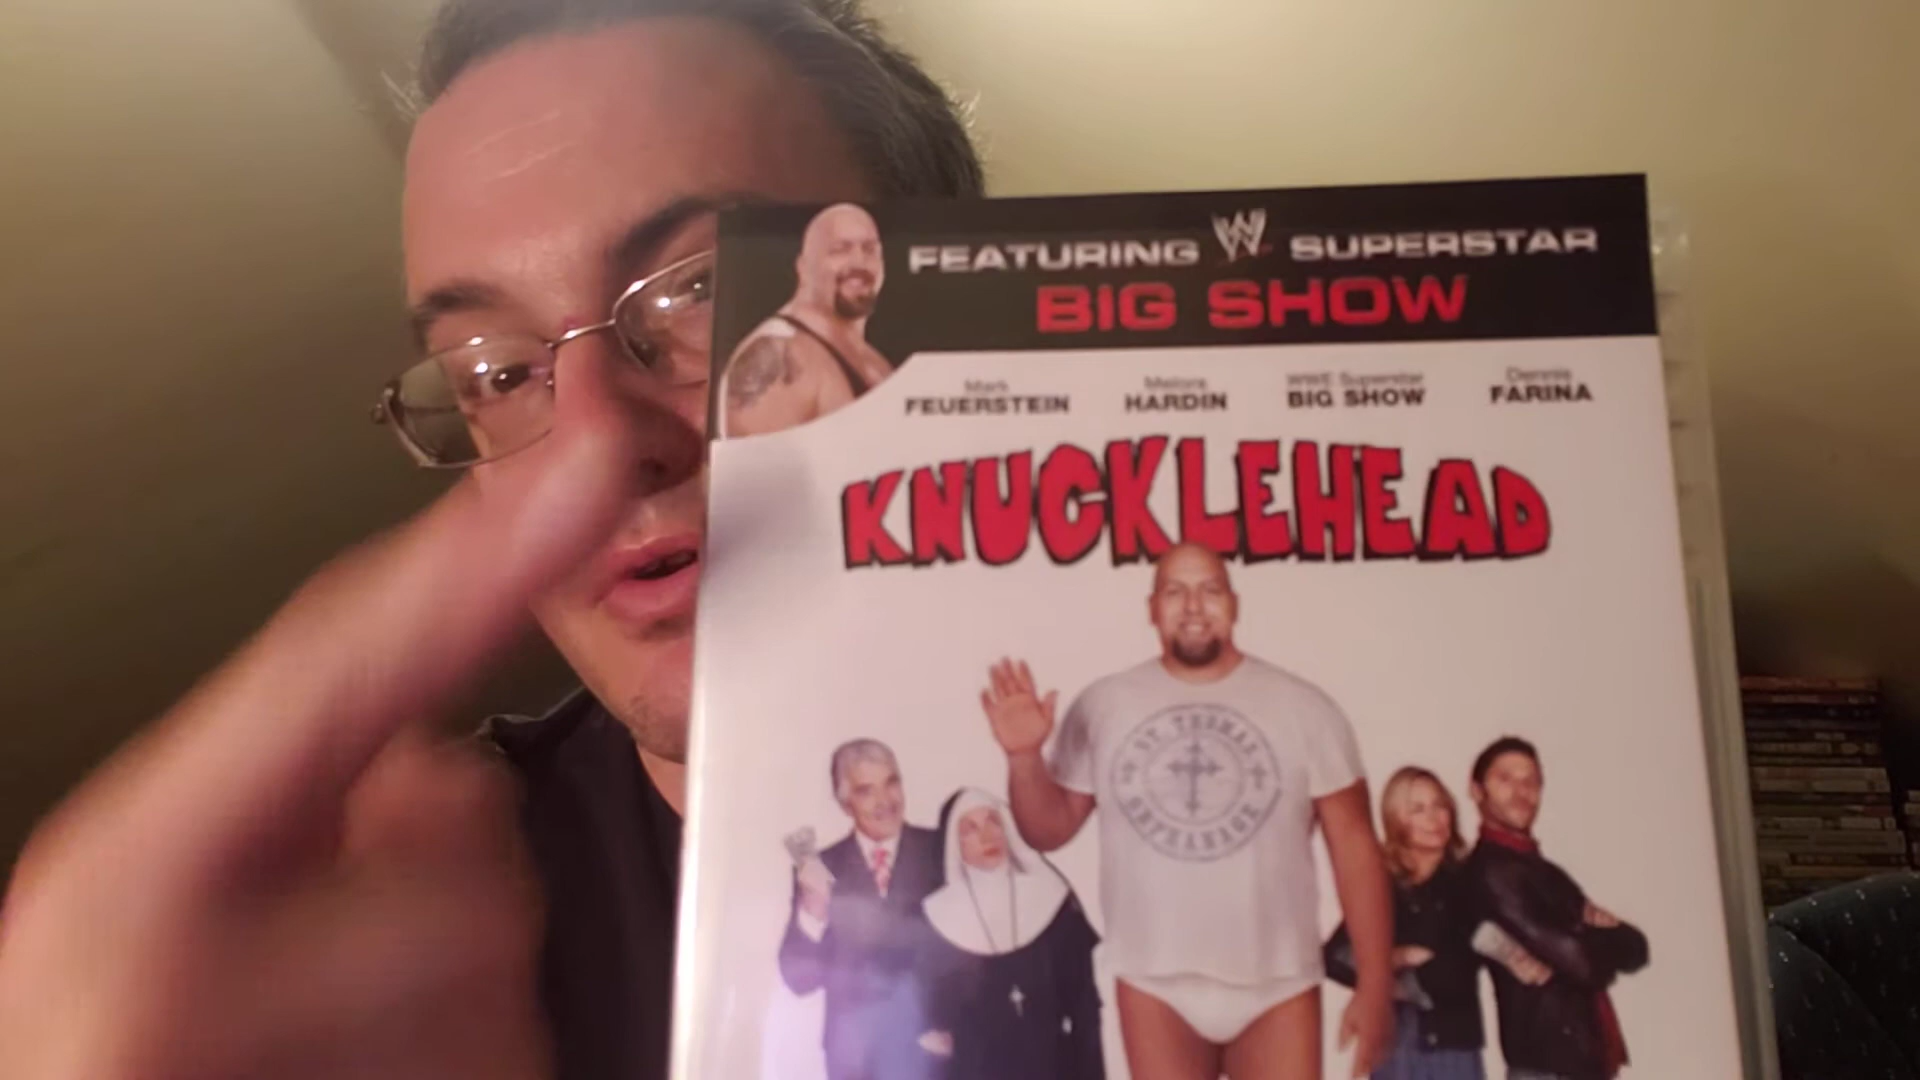 FEATURING W SUPERSTAR
BIG SHOW
Mark Melora WWE Superstar Dennis
FEUERSTEIN HARDIN BIG SHOW FARINA
KNUCKLEHEAD
ST. THOMAS
ORPHANAGE